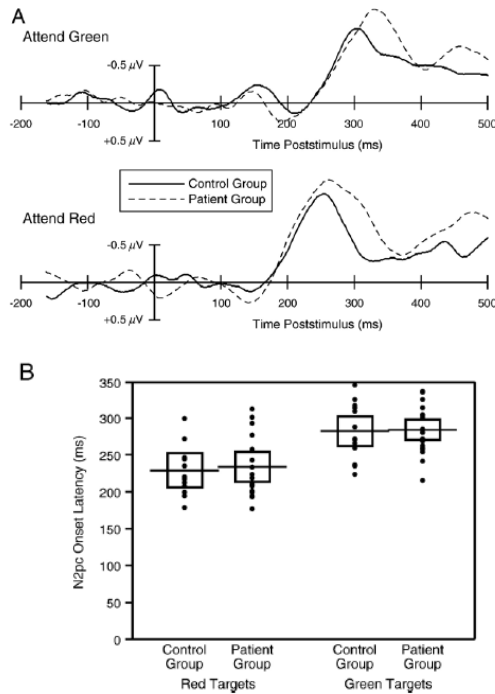 A
Attend Green
-0.5 µV
+0.5 µV
-200 -100 0 100 200 300 400 500
Time Poststimulus (ms)
Control Group
Patient Group
Attend Red
-0.5 µV
+0.5 µV
-200 -100 0 100 200 300 400 500
Time Poststimulus (ms)
B
N2pc Onset Latency (ms)
350
300
250
200
150
100
50
0
Control Group Patient Group Control Group Patient Group
Red Targets Green Targets